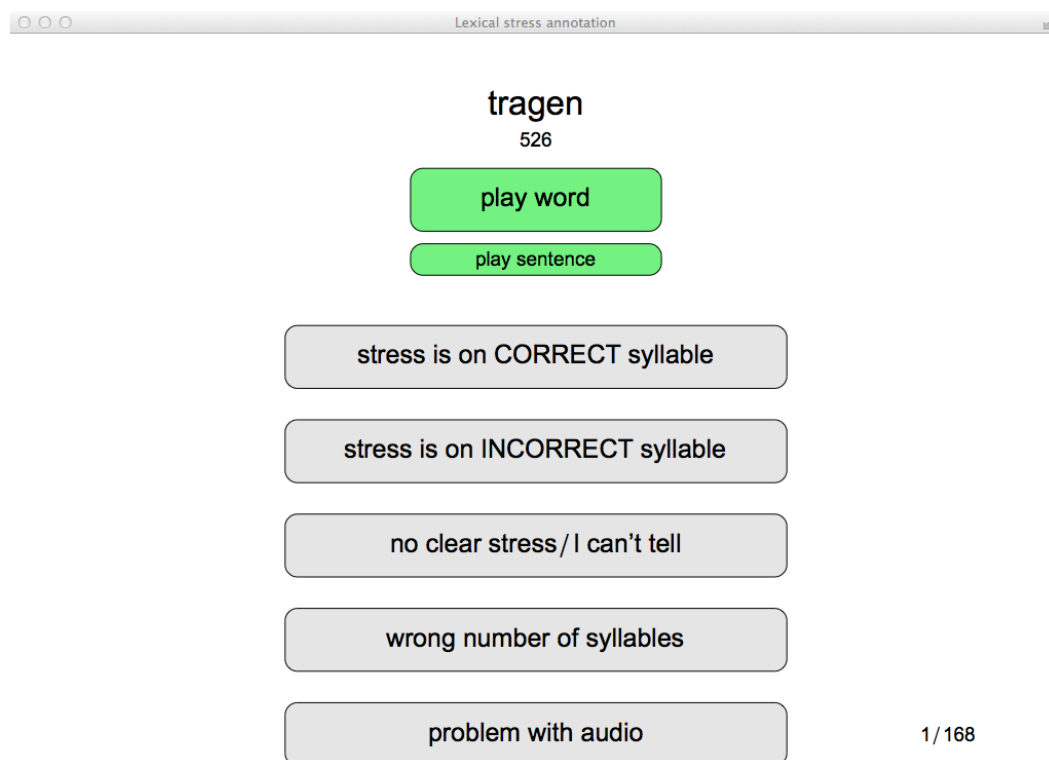 Lexical stress annotation
tragen
526
play word
play sentence
stress is on CORRECT syllable
stress is on INCORRECT syllable
no clear stress/I can't tell
wrong number of syllables
problem with audio
1/168